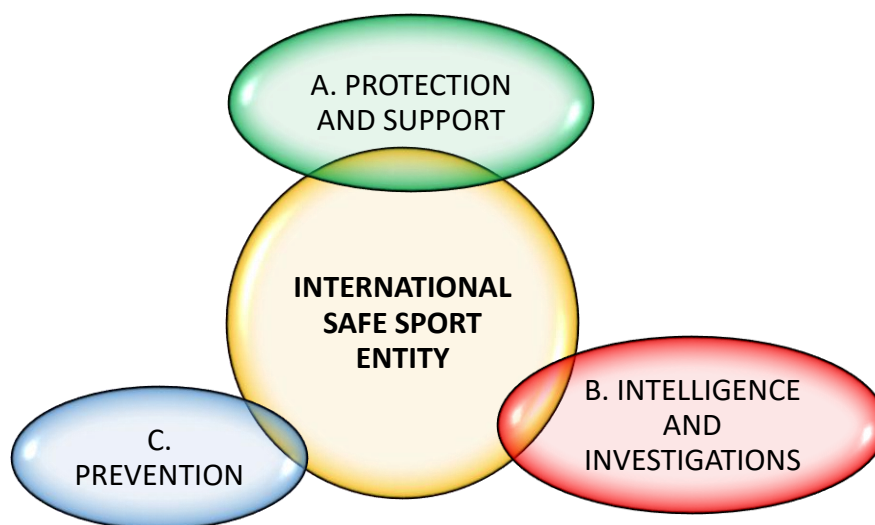 A. PROTECTION
AND SUPPORT
INTERNATIONAL
SAFE SPORT
ENTITY
B. INTELLIGENCE
AND
INVESTIGATIONS
C.
PREVENTION